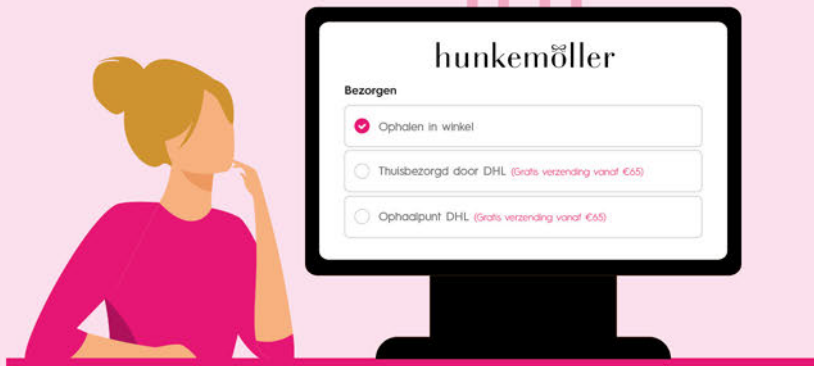 hunkemöller
Bezorgen
Ophalen in winkel
Thuisbezorgd door DHL (Gratis verzending vanaf €65)
Ophaalpunt DHL (Gratis verzending vanaf €65)